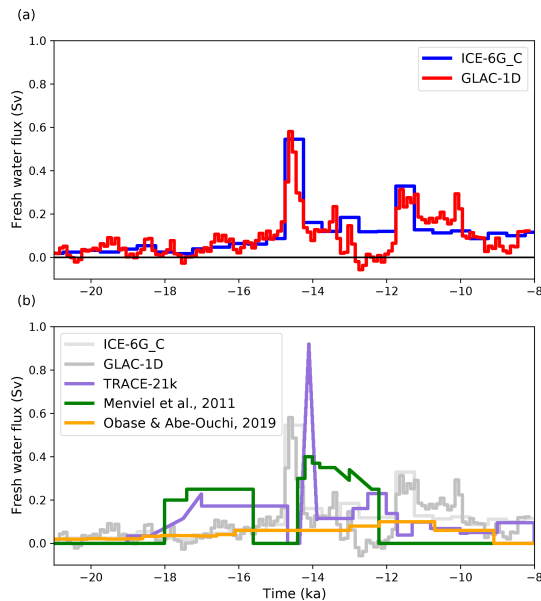 (a)
1.0
0.8
0.6
0.4
0.2
0.0
Fresh water flux (Sv)
ICE-6G_C
GLAC-1D
−20 −18 −16 −14 −12 −10 −8
(b)
1.0
0.8
0.6
0.4
0.2
0.0
Fresh water flux (Sv)
ICE-6G_C
GLAC-1D
TRACE-21k
Menviel et al., 2011
Obase & Abe-Ouchi, 2019
−20 −18 −16 −14 −12 −10 −8
Time (ka)